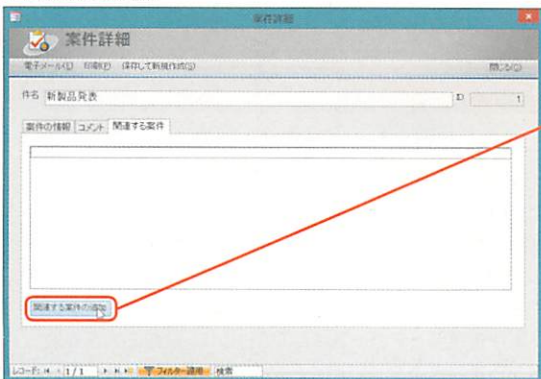 案件詳細
案件詳細
電子メール(E) 印刷(P) 保存して新規作成(S) 閉じる(C)
件名 新製品発表 ID 1
案件の情報 コメント 関連する案件
関連する案件の追加
レコード: 1/1 フィルター適用 検索